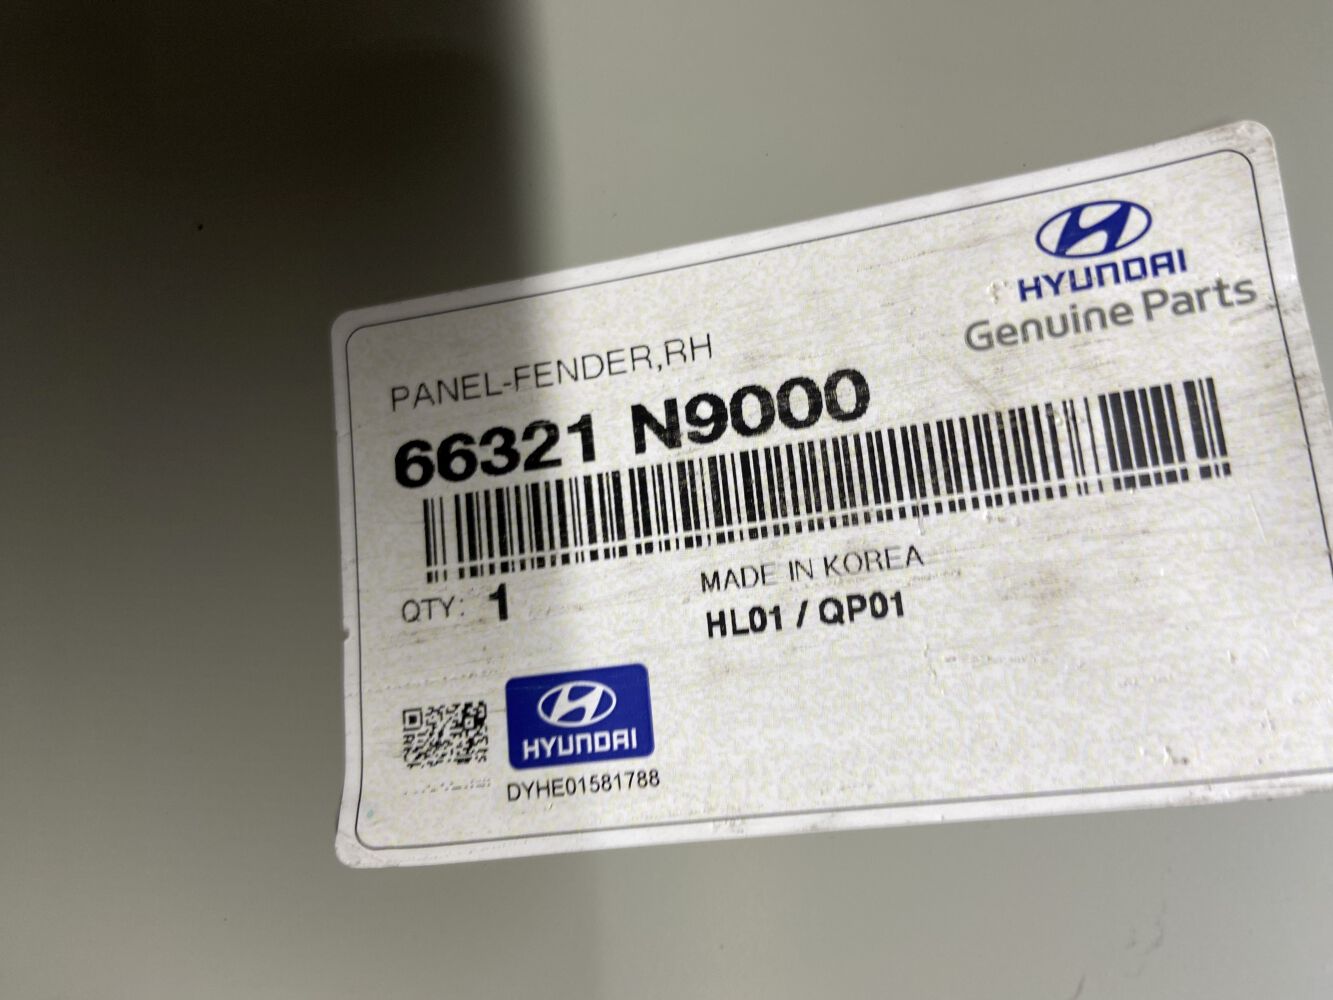 HYUNDAI
Genuine Parts
PANEL-FENDER,RH
66321 N9000
QTY: 1
MADE IN KOREA
HL01 / QP01
HYUNDAI
DYHE01581788